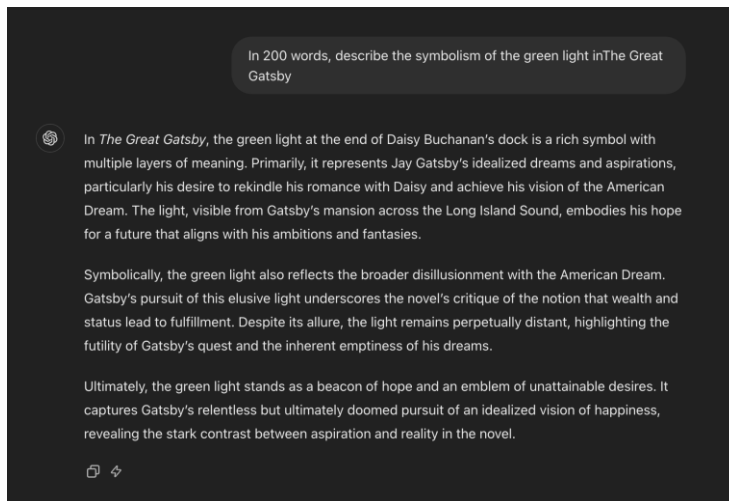 In 200 words, describe the symbolism of the green light inThe Great
Gatsby
In The Great Gatsby, the green light at the end of Daisy Buchanan's dock is a rich symbol with
multiple layers of meaning. Primarily, it represents Jay Gatsby's idealized dreams and aspirations,
particularly his desire to rekindle his romance with Daisy and achieve his vision of the American
Dream. The light, visible from Gatsby's mansion across the Long Island Sound, embodies his hope
for a future that aligns with his ambitions and fantasies.
Symbolically, the green light also reflects the broader disillusionment with the American Dream.
Gatsby's pursuit of this elusive light underscores the novel's critique of the notion that wealth and
status lead to fulfillment. Despite its allure, the light remains perpetually distant, highlighting the
futility of Gatsby's quest and the inherent emptiness of his dreams.
Ultimately, the green light stands as a beacon of hope and an emblem of unattainable desires. It
captures Gatsby's relentless but ultimately doomed pursuit of an idealized vision of happiness,
revealing the stark contrast between aspiration and reality in the novel.